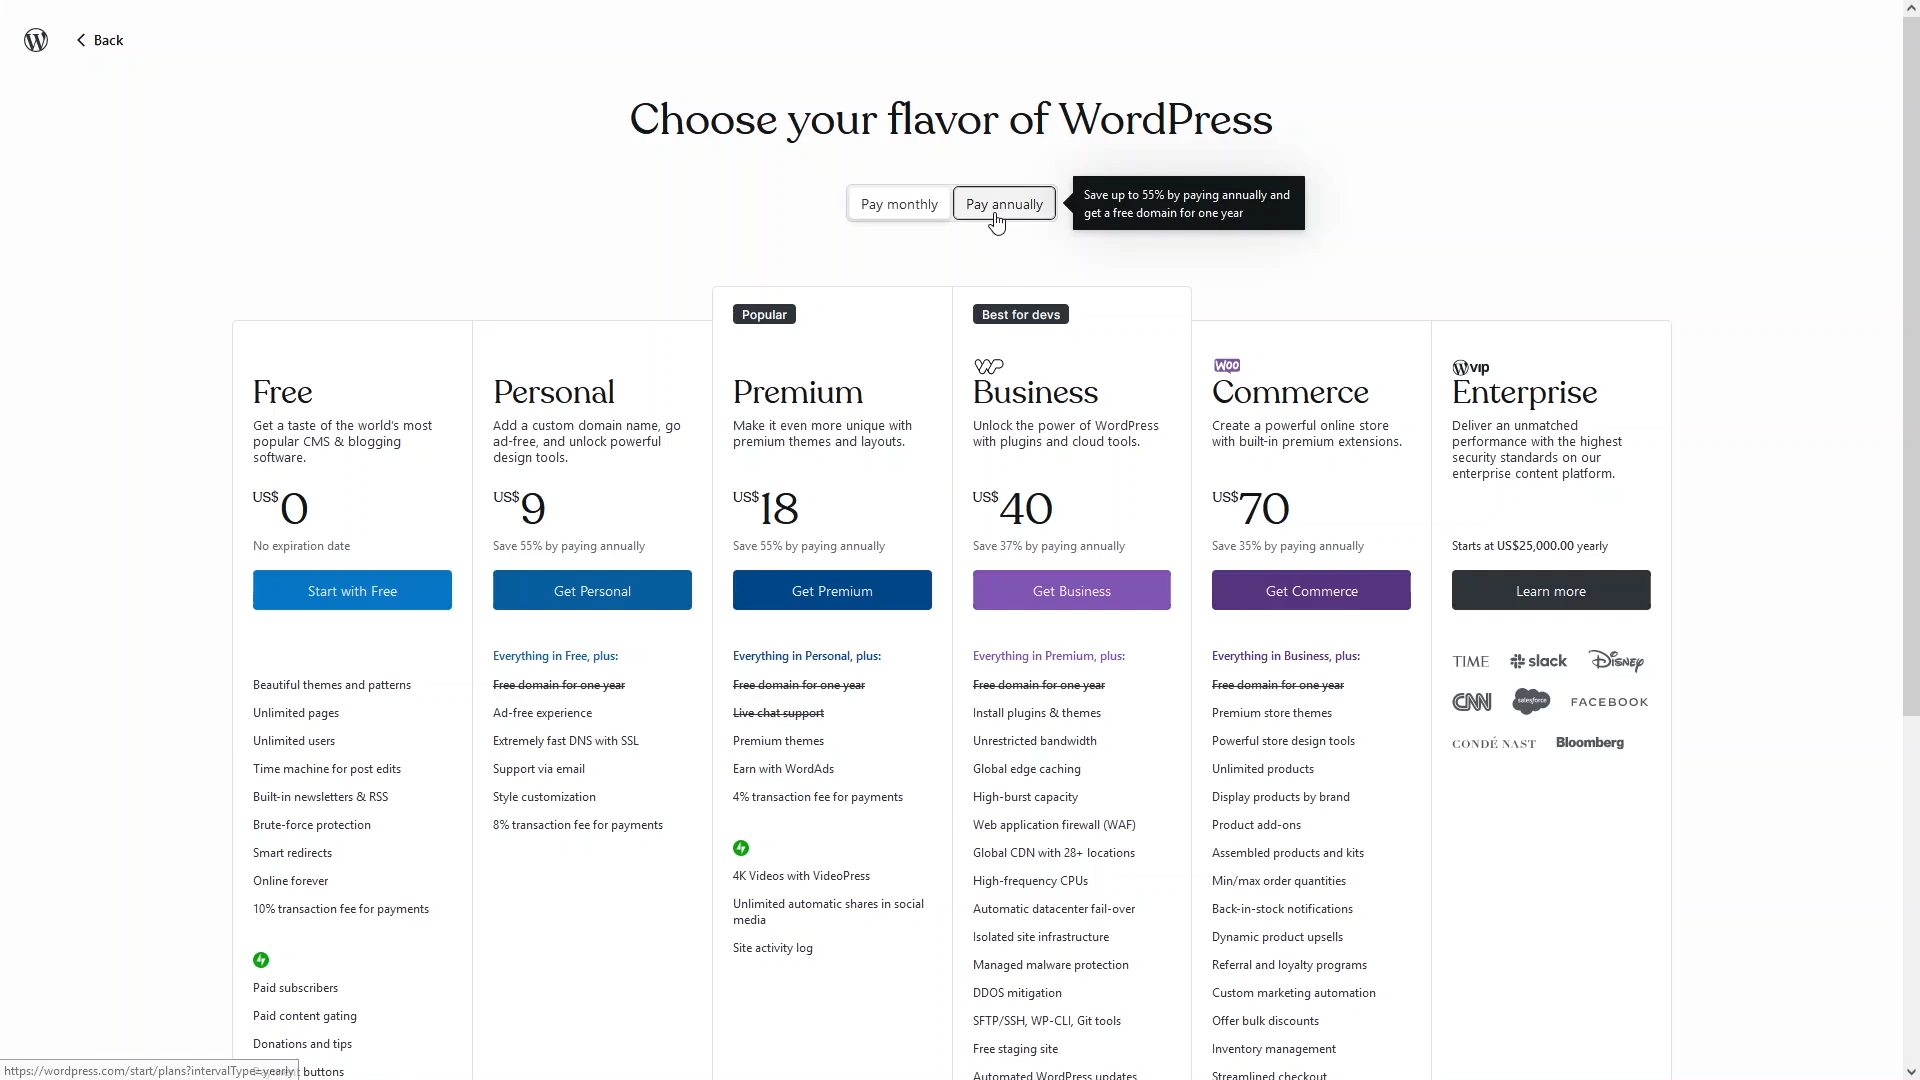 Back
Choose your flavor of WordPress
Pay monthly
Pay annually
Save up to 55% by paying annually and
get a free domain for one year
Free
Get a taste of the world's most
popular CMS & blogging
software.
US$0
No expiration date
Start with Free
Beautiful themes and patterns
Unlimited pages
Unlimited users
Time machine for post edits
Built-in newsletters & RSS
Brute-force protection
Smart redirects
Online forever
10% transaction fee for payments
Paid subscribers
Paid content gating
Donations and tips
buttons
Personal
Add a custom domain name, go
ad-free, and unlock powerful
design tools.
US$9
Save 55% by paying annually
Get Personal
Everything in Free, plus:
Free domain for one year
Ad-free experience
Extremely fast DNS with SSL
Support via email
Style customization
8% transaction fee for payments
Popular
Premium
Make it even more unique with
premium themes and layouts.
US$18
Save 55% by paying annually
Get Premium
Everything in Personal, plus:
Free domain for one year
Live chat support
Premium themes
Earn with WordAds
4% transaction fee for payments
4K Videos with VideoPress
Unlimited automatic shares in social
media
Site activity log
Best for devs
Business
Unlock the power of WordPress
with plugins and cloud tools.
US$40
Save 37% by paying annually
Get Business
Everything in Premium, plus:
Free domain for one year
Install plugins & themes
Unrestricted bandwidth
Global edge caching
High-burst capacity
Web application firewall (WAF)
Global CDN with 28+ locations
High-frequency CPUs
Automatic datacenter fail-over
Isolated site infrastructure
Managed malware protection
DDOS mitigation
SFTP/SSH, WP-CLI, Git tools
Free staging site
Automated WordPress updates
WOO
Commerce
Create a powerful online store
with built-in premium extensions.
US$70
Save 35% by paying annually
Get Commerce
Everything in Business, plus:
Free domain for one year
Premium store themes
Powerful store design tools
Unlimited products
Display products by brand
Product add-ons
Assembled products and kits
Min/max order quantities
Back-in-stock notifications
Dynamic product upsells
Referral and loyalty programs
Custom marketing automation
Offer bulk discounts
Inventory management
Streamlined checkout
vip
Enterprise
Deliver an unmatched
performance with the highest
security standards on our
enterprise content platform.
Starts at US$25,000.00 yearly
Learn more
TIME slack Disney
CNN salesforce FACEBOOK
CONDÉ NAST Bloomberg
https://wordpress.com/start/plans?intervalType=yearly